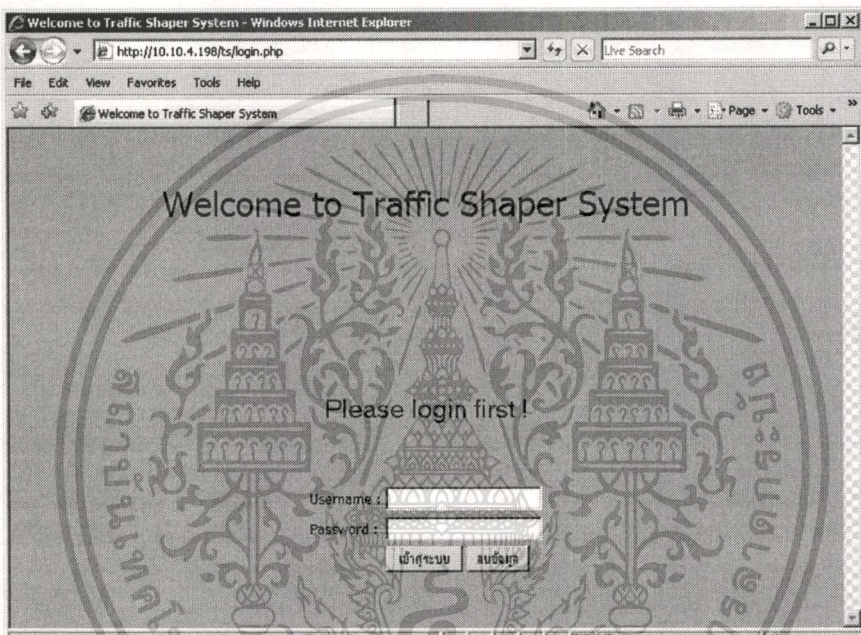 Welcome to Traffic Shaper System - Windows Internet Explorer
http://10.10.4.198/ts/login.php
Live Search
File Edit View Favorites Tools Help
Welcome to Traffic Shaper System
Page Tools
Welcome to Traffic Shaper System
Please login first !
Username :
Password :
เข้าสู่ระบบ ลบข้อมูล